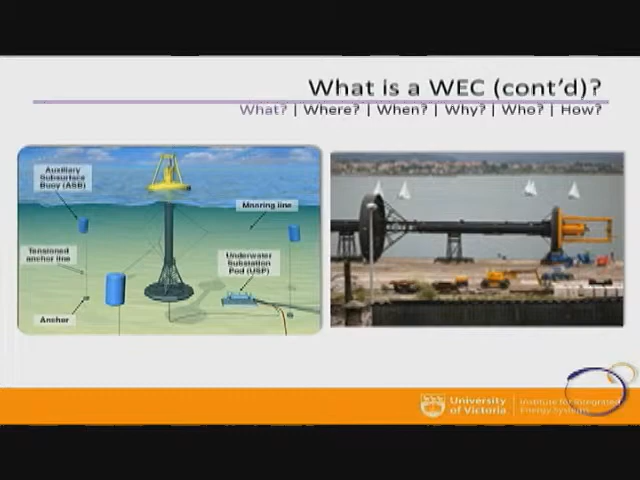 What is a WEC (cont'd)?
What? | Where? | When? | Why? | Who? | How?
Auxiliary
Subsurface
Buoy (ASB)
Mooring line
Tensioned
anchor line
Underwater
Substation
Pod (USP)
Anchor
University
of Victoria
Institute for Integrated
Energy Systems